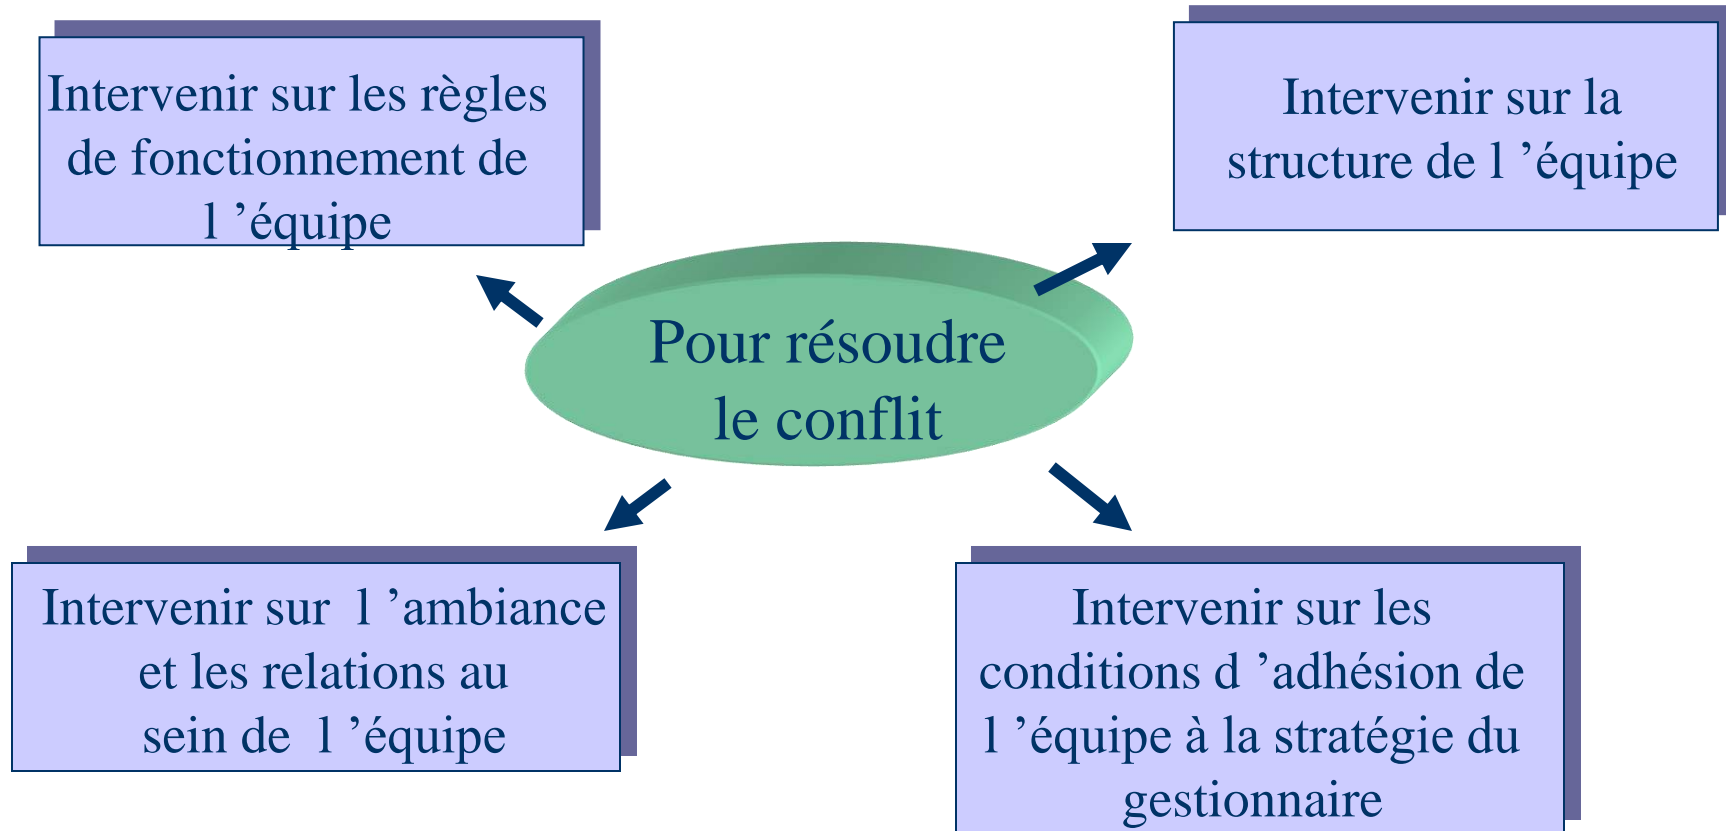 Intervenir sur les règles
de fonctionnement de
l ’équipe
Intervenir sur la
structure de l ’équipe
Pour résoudre
le conflit
Intervenir sur l ’ambiance
et les relations au
sein de l ’équipe
Intervenir sur les
conditions d ’adhésion de
l ’équipe à la stratégie du
gestionnaire